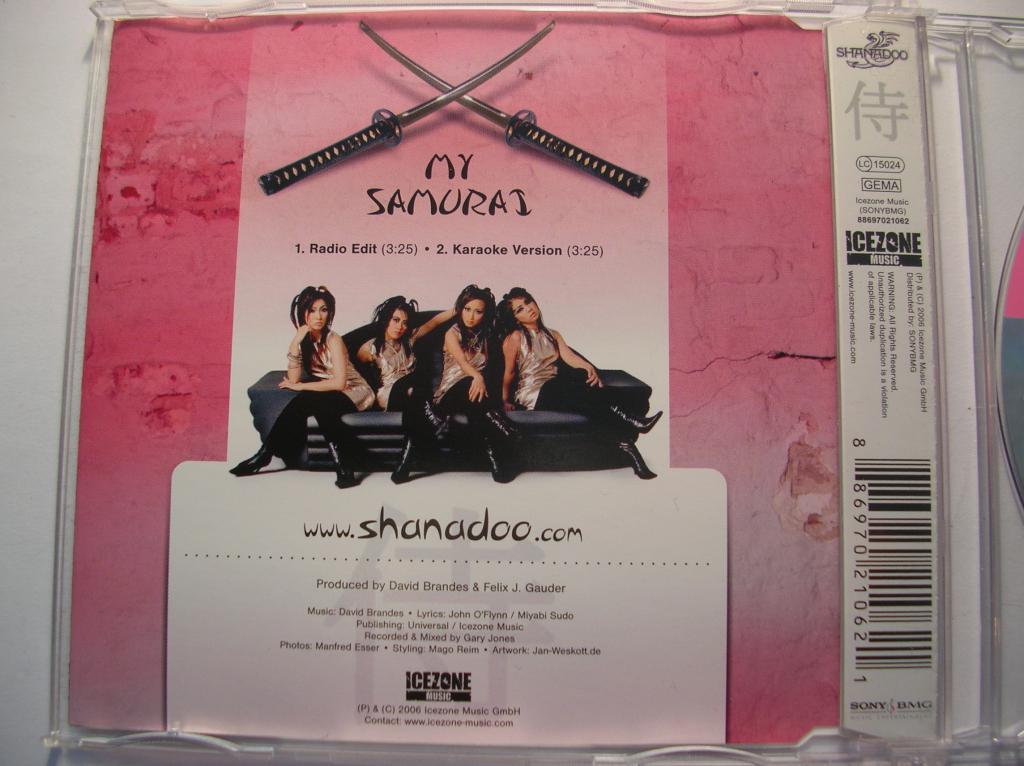 MY
SAMURAI
1. Radio Edit (3:25) • 2. Karaoke Version (3:25)
www.shanadoo.com
Produced by David Brandes & Felix J. Gauder
Music: David Brandes • Lyrics: John O'Flynn / Miyabi Sudo
Publishing: Universal / Icezone Music
Recorded & Mixed by Gary Jones
Photos: Manfred Esser • Styling: Mago Reim • Artwork: Jan-Weskott.de
ICEZONE
MUSIC
(P) & (C) 2006 Icezone Music GmbH
Contact: www.icezone-music.com
SHANADOO
侍
LC 15024
GEMA
Icezone Music
(SONYBMG)
88697021062
ICEZONE
MUSIC
(P) & (C) 2006 Icezone Music GmbH
Distributed by: SONYBMG
WARNING: All Rights Reserved.
Unauthorized duplication is a violation
of applicable laws.
www.icezone-music.com
8 86970 21062 1
SONY BMG
MUSIC ENTERTAINMENT